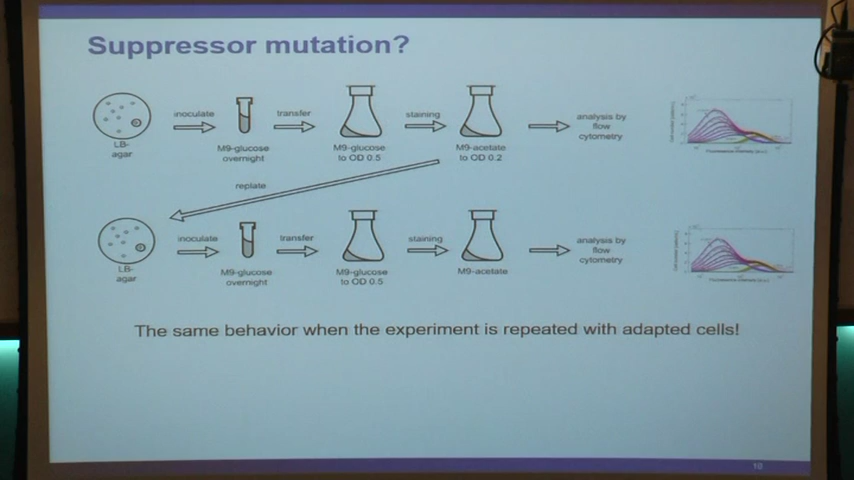 Suppressor mutation?
inoculate
transfer
staining
LB-
agar
M9-glucose
overnight
M9-glucose
to OD 0.5
M9-acetate
to OD 0.2
analysis by
flow
cytometry
replate
inoculate
transfer
staining
LB-
agar
M9-glucose
overnight
M9-glucose
to OD 0.5
M9-acetate
analysis by
flow
cytometry
The same behavior when the experiment is repeated with adapted cells!